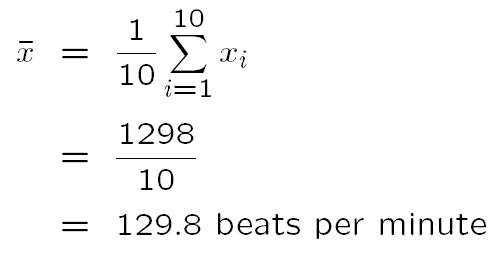 x̄ = 1/10 ∑_{i=1}^{10} x_i
= 1298/10
= 129.8 beats per minute